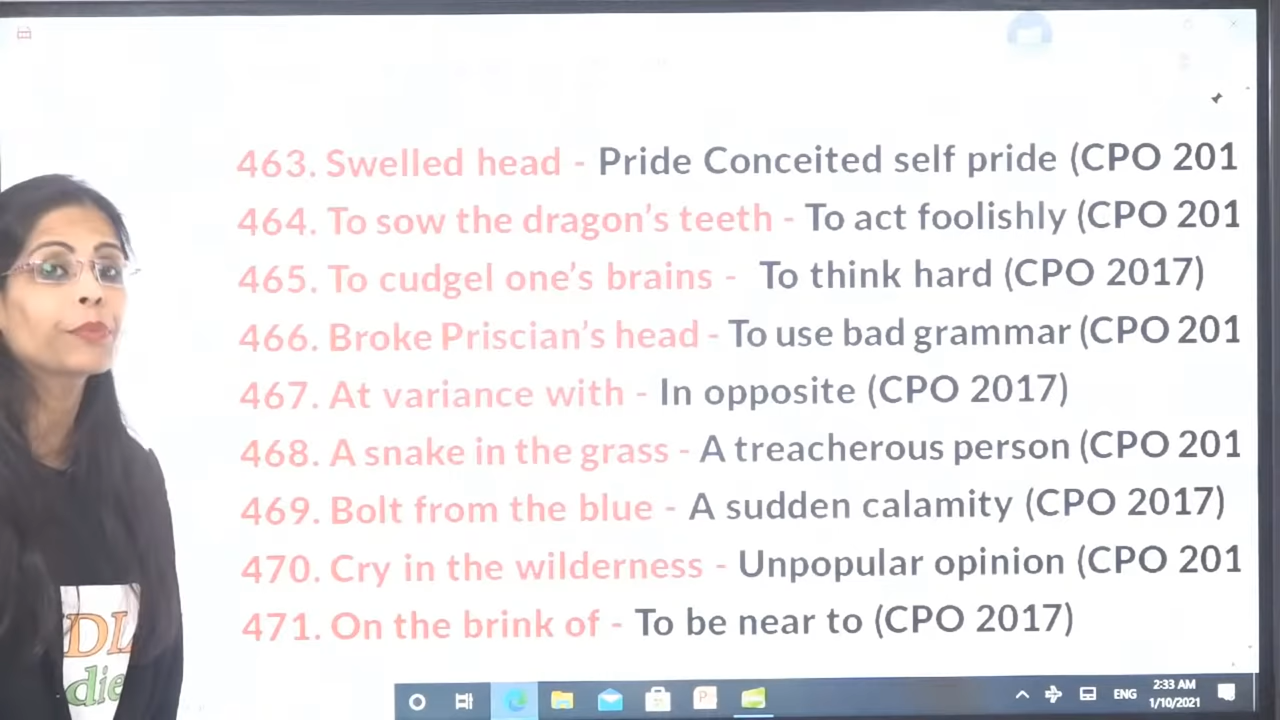 463. Swelled head - Pride Conceited self pride (CPO 201
464. To sow the dragon's teeth - To act foolishly (CPO 201
465. To cudgel one's brains - To think hard (CPO 2017)
466. Broke Priscian's head - To use bad grammar (CPO 201
467. At variance with - In opposite (CPO 2017)
468. A snake in the grass - A treacherous person (CPO 201
469. Bolt from the blue - A sudden calamity (CPO 2017)
470. Cry in the wilderness - Unpopular opinion (CPO 201
471. On the brink of - To be near to (CPO 2017)
DL
die
ENG
2:33 AM
1/10/2021